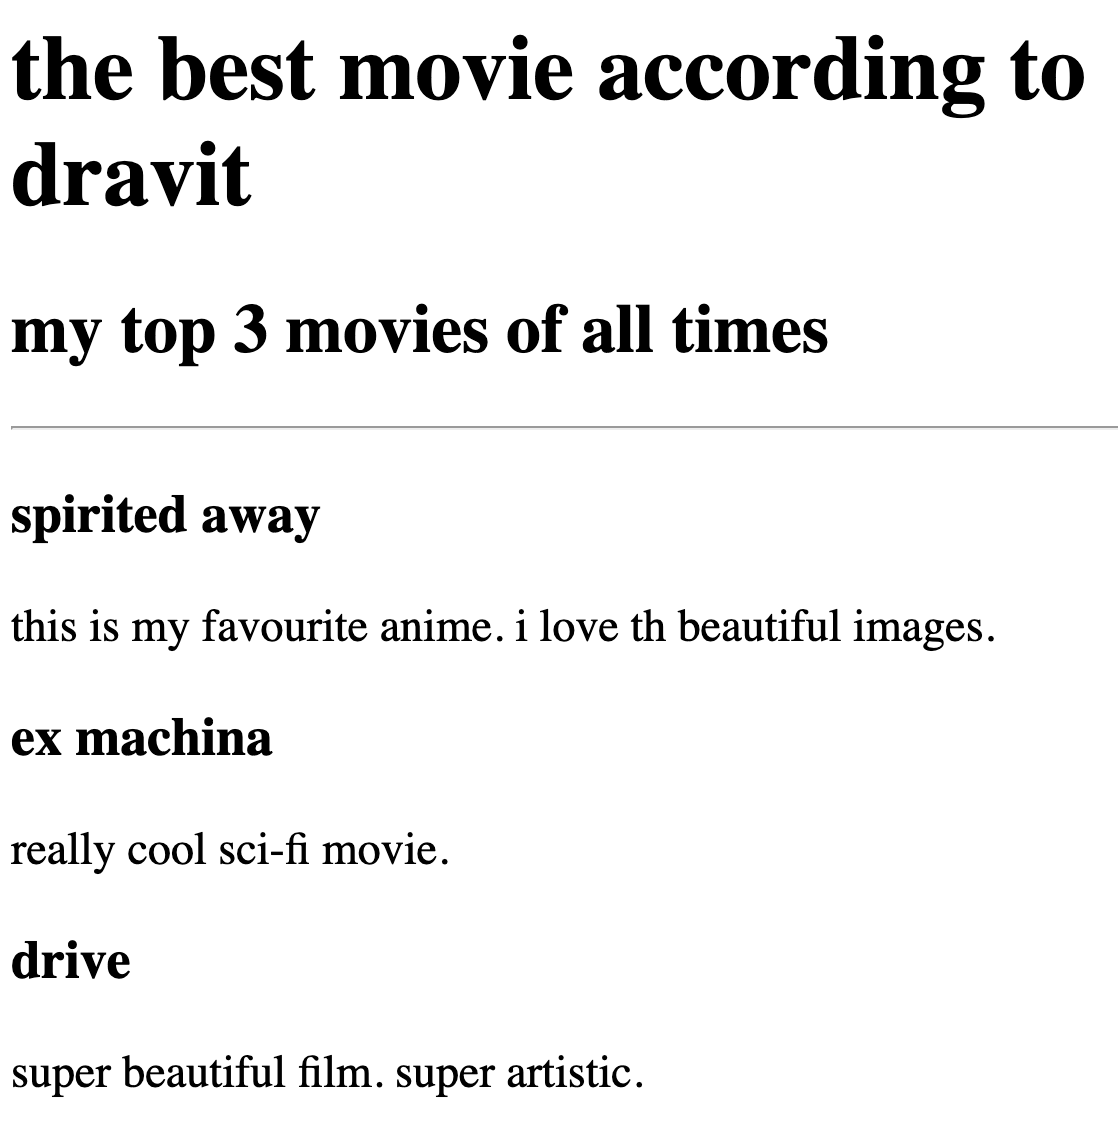 the best movie according to
dravit
my top 3 movies of all times
spirited away
this is my favourite anime. i love th beautiful images.
ex machina
really cool sci-fi movie.
drive
super beautiful film. super artistic.